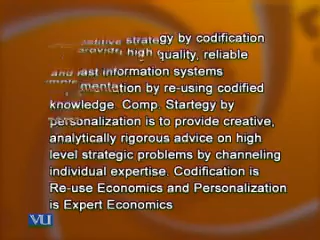 strategy by codification
high quality, reliable
and fast information systems
by re-using codified
knowledge Comp. Startegy by
personalization is to provide creative,
analytically rigorous advice on high
level strategic problems by channeling
individual expertise. Codification is
Re-use Economics and Personalization
is Expert Economics
VU